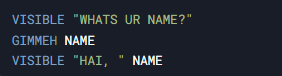 VISIBLE "WHATS UR NAME?"
GIMMEH NAME
VISIBLE "HAI, " NAME